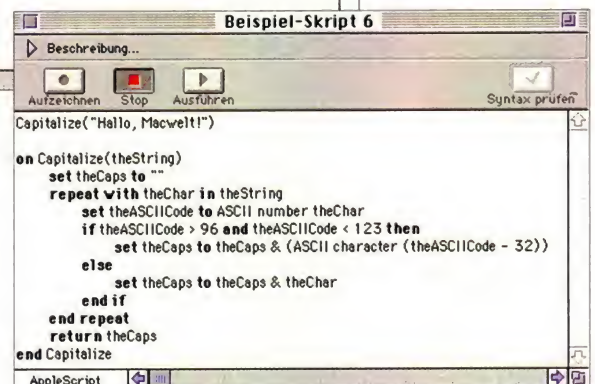 Beispiel-Skript 6
Beschreibung...
Aufzeichnen Stop Ausführen Syntax prüfen
Capitalize("Hallo, Macwelt!")
on Capitalize(theString)
set theCaps to ""
repeat with theChar in theString
set theASCIICode to ASCII number theChar
if theASCIICode > 96 and theASCIICode < 123 then
set theCaps to theCaps & (ASCII character (theASCIICode - 32))
else
set theCaps to theCaps & theChar
end if
end repeat
return theCaps
end Capitalize
AppleScript